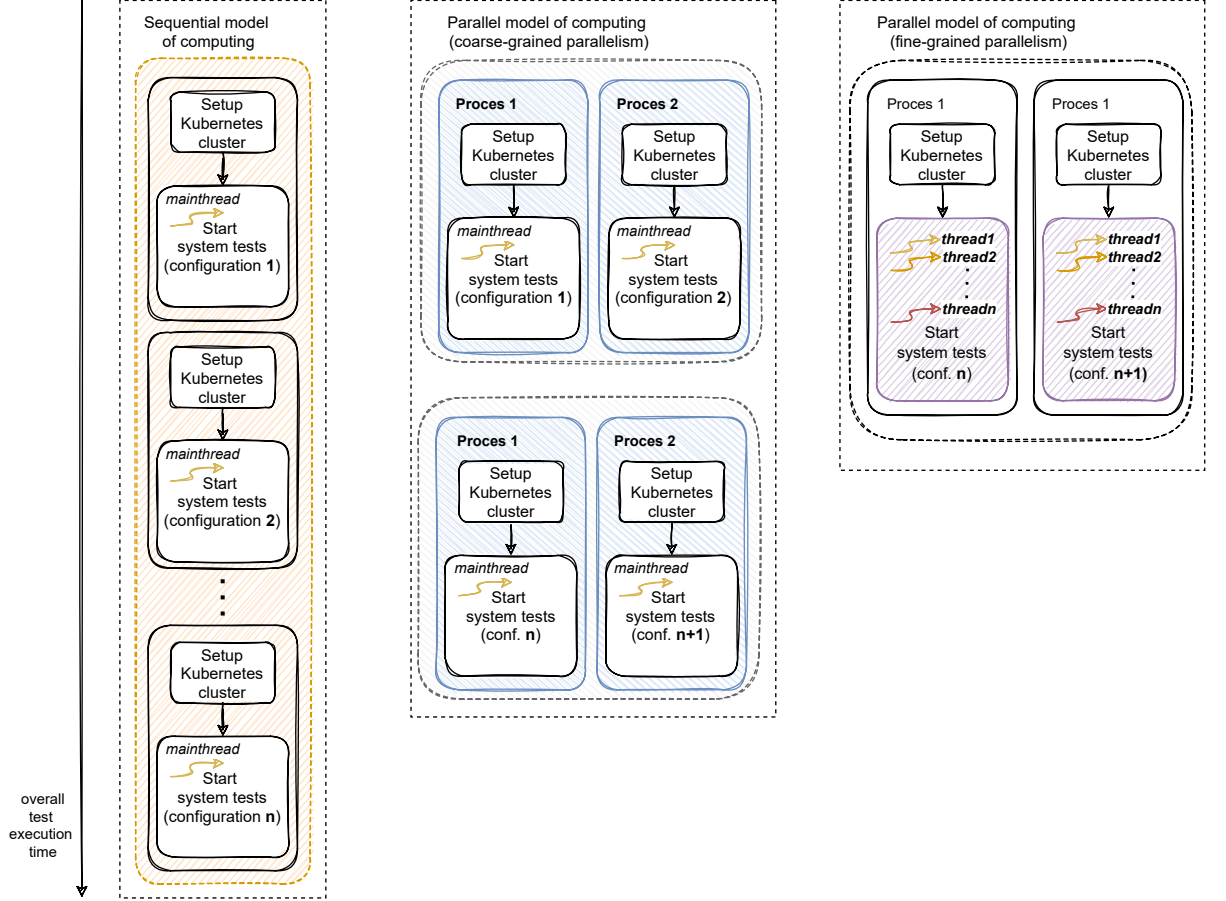 Sequential model
of computing
Setup
Kubernetes
cluster
mainthread
Start
system tests
(configuration 1)
Setup
Kubernetes
cluster
mainthread
Start
system tests
(configuration 2)
.
.
.
Setup
Kubernetes
cluster
mainthread
Start
system tests
(configuration n)
overall
test
execution
time
Parallel model of computing
(coarse-grained parallelism)
Proces 1
Setup
Kubernetes
cluster
mainthread
Start
system tests
(configuration 1)
Proces 2
Setup
Kubernetes
cluster
mainthread
Start
system tests
(configuration 2)
Proces 1
Setup
Kubernetes
cluster
mainthread
Start
system tests
(conf. n)
Proces 2
Setup
Kubernetes
cluster
mainthread
Start
system tests
(conf. n+1)
Parallel model of computing
(fine-grained parallelism)
Proces 1
Setup
Kubernetes
cluster
thread1
thread2
.
.
threadn
Start
system tests
(conf. n)
Proces 1
Setup
Kubernetes
cluster
thread1
thread2
.
.
threadn
Start
system tests
(conf. n+1)